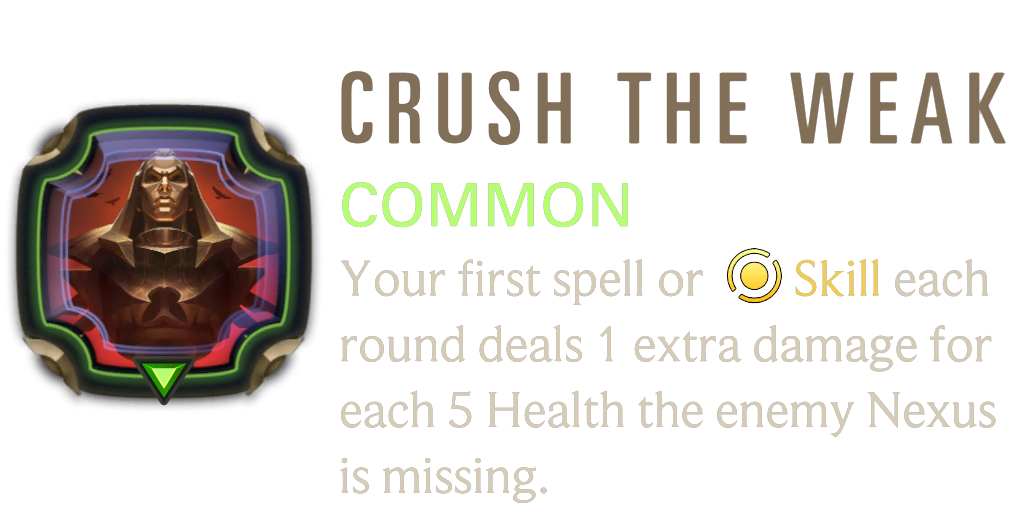 CRUSH THE WEAK
COMMON
Your first spell or Skill each
round deals 1 extra damage for
each 5 Health the enemy Nexus
is missing.